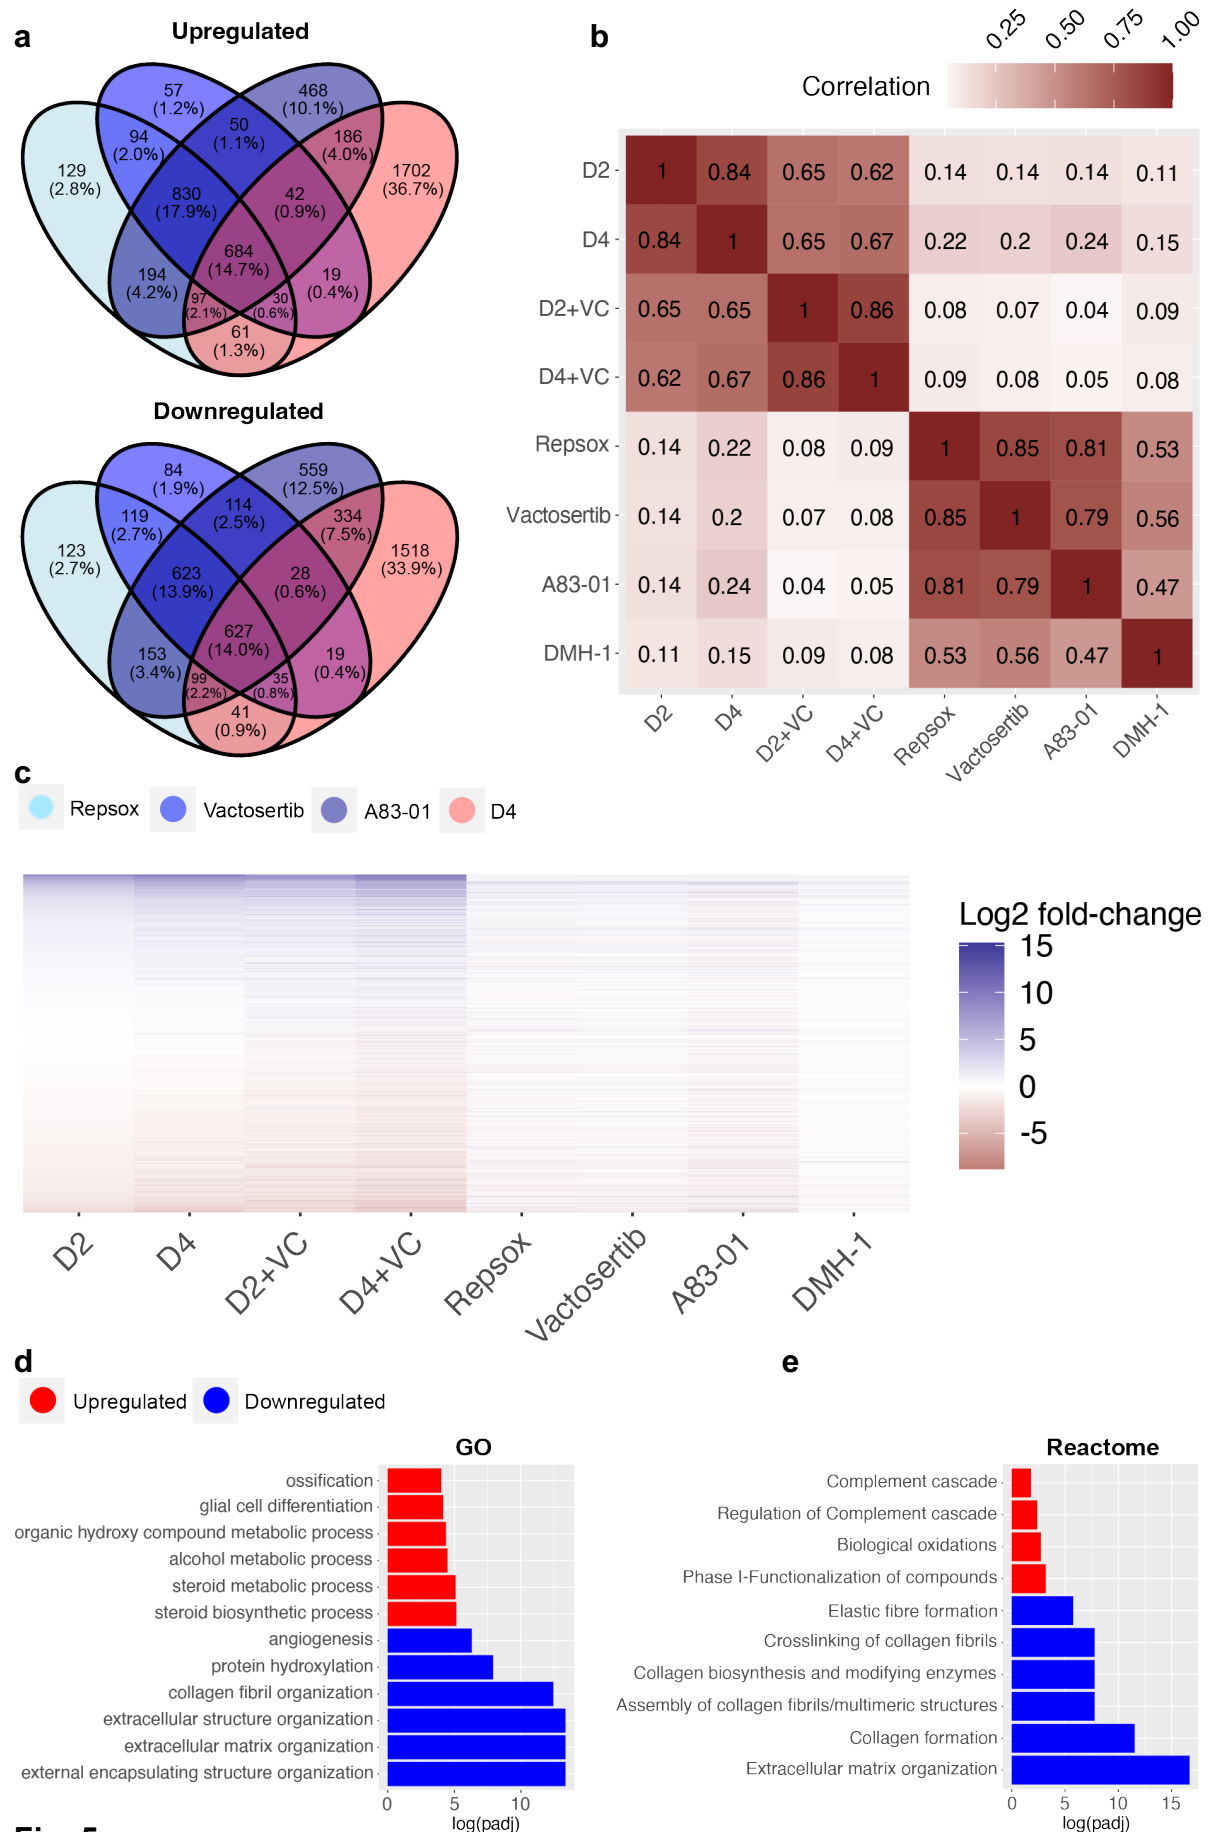 a
Upregulated
57
(1.2%)
468
(10.1%)
94
(2.0%)
50
(1.1%)
186
(4.0%)
129
(2.8%)
1702
(36.7%)
830
(17.9%)
42
(0.9%)
684
(14.7%)
194
(4.2%)
19
(0.4%)
97
(2.1%)
30
(0.6%)
61
(1.3%)
Downregulated
84
(1.9%)
559
(12.5%)
119
(2.7%)
114
(2.5%)
334
(7.5%)
123
(2.7%)
1518
(33.9%)
623
(13.9%)
28
(0.6%)
627
(14.0%)
153
(3.4%)
19
(0.4%)
99
(2.2%)
35
(0.8%)
41
(0.9%)
b
Correlation
0.25 0.50 0.75 1.00
D2 1 0.84 0.65 0.62 0.14 0.14 0.14 0.11
D4 0.84 1 0.65 0.67 0.22 0.2 0.24 0.15
D2+VC 0.65 0.65 1 0.86 0.08 0.07 0.04 0.09
D4+VC 0.62 0.67 0.86 1 0.09 0.08 0.05 0.08
Repsox 0.14 0.22 0.08 0.09 1 0.85 0.81 0.53
Vactosertib 0.14 0.2 0.07 0.08 0.85 1 0.79 0.56
A83-01 0.14 0.24 0.04 0.05 0.81 0.79 1 0.47
DMH-1 0.11 0.15 0.09 0.08 0.53 0.56 0.47 1
D2 D4 D2+VC D4+VC Repsox Vactosertib A83-01 DMH-1
c
Repsox Vactosertib A83-01 D4
Log2 fold-change
15
10
5
0
-5
D2 D4 D2+VC D4+VC Repsox Vactosertib A83-01 DMH-1
d
Upregulated Downregulated
GO
ossification
glial cell differentiation
organic hydroxy compound metabolic process
alcohol metabolic process
steroid metabolic process
steroid biosynthetic process
angiogenesis
protein hydroxylation
collagen fibril organization
extracellular structure organization
extracellular matrix organization
external encapsulating structure organization
0 5 10
log(padj)
e
Reactome
Complement cascade
Regulation of Complement cascade
Biological oxidations
Phase I-Functionalization of compounds
Elastic fibre formation
Crosslinking of collagen fibrils
Collagen biosynthesis and modifying enzymes
Assembly of collagen fibrils/multimeric structures
Collagen formation
Extracellular matrix organization
0 5 10 15
log(padj)